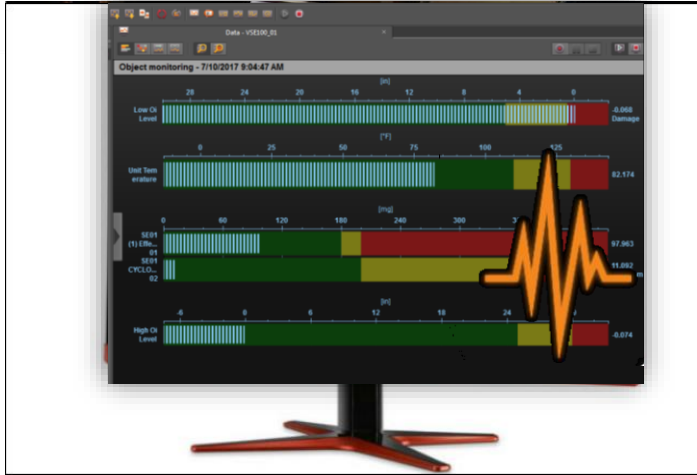 Data - VSE100_01
Object monitoring - 7/10/2017 9:04:47 AM
[in]
28 24 20 16 12 8 4 0
Low Oi
Level
-0.068
Damage
[°F]
0 25 50 75 100 125
Unit Tem
erature
82.174
[mg]
0 60 120 180 240 300
SE01
(1) Effe...
01
97.963
SE01
CYCLO...
02
11.092
[in]
-6 0 6 12 18 24
High Oi
Level
-0.074